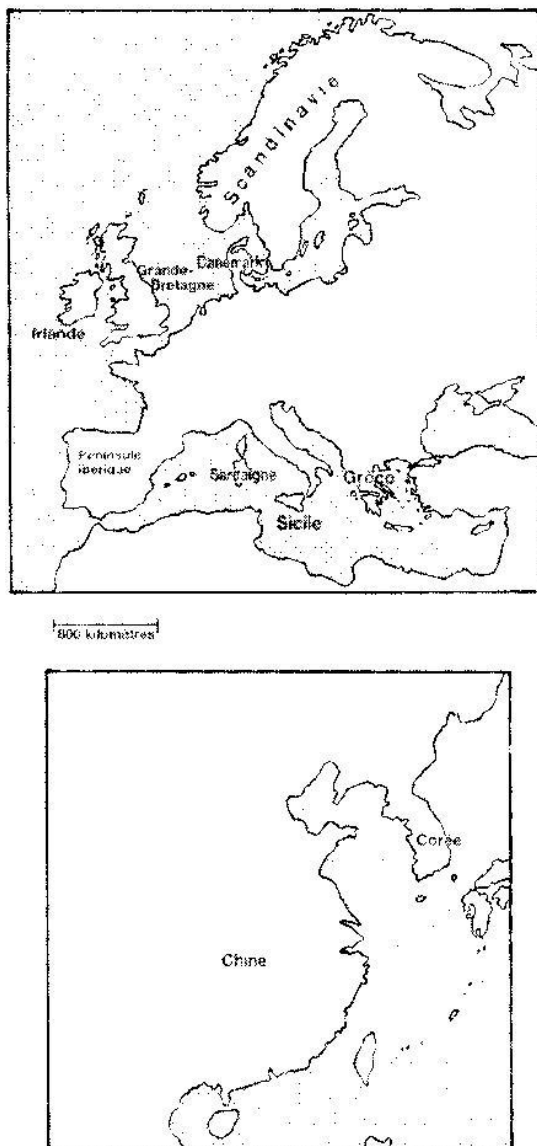 Scandinavie
Danemark
Grande-
Bretagne
Irlande
Péninsule
ibérique
Sardaigne
Grèce
Sicile
800 kilomètres
Corée
Chine